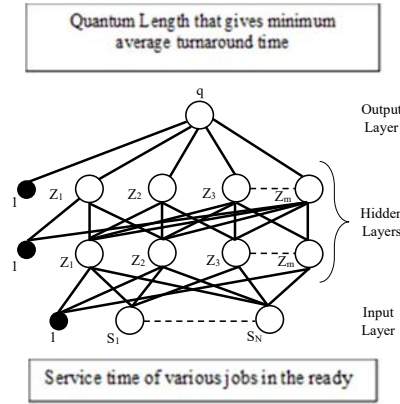 Quantum Length that gives minimum
average turnaround time
q
Output
Layer
1 Z1 Z2 Z3 Zm
Hidden
Layers
1 Z1 Z2 Z3 Zm
1 S1 SN
Input
Layer
Service time of various jobs in the ready